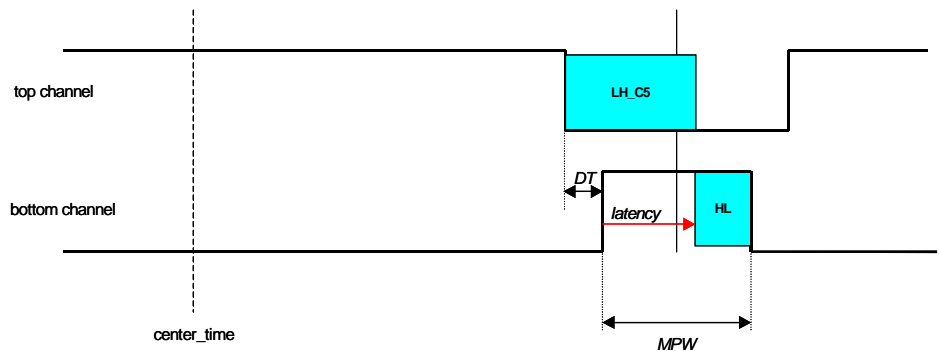 top channel
LH_C5
DT
bottom channel
latency
HL
center_time
MPW